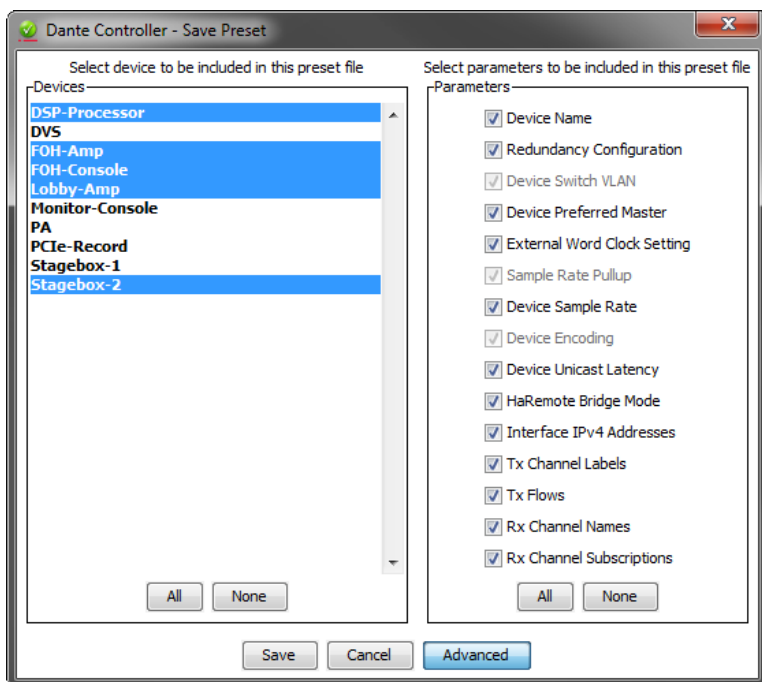 Dante Controller - Save Preset
Select device to be included in this preset file
Devices
DSP-Processor
DVS
FOH-Amp
FOH-Console
Lobby-Amp
Monitor-Console
PA
PCIe-Record
Stagebox-1
Stagebox-2
All None
Select parameters to be included in this preset file
Parameters
Device Name
Redundancy Configuration
Device Switch VLAN
Device Preferred Master
External Word Clock Setting
Sample Rate Pullup
Device Sample Rate
Device Encoding
Device Unicast Latency
HaRemote Bridge Mode
Interface IPv4 Addresses
Tx Channel Labels
Tx Flows
Rx Channel Names
Rx Channel Subscriptions
All None
Save Cancel Advanced